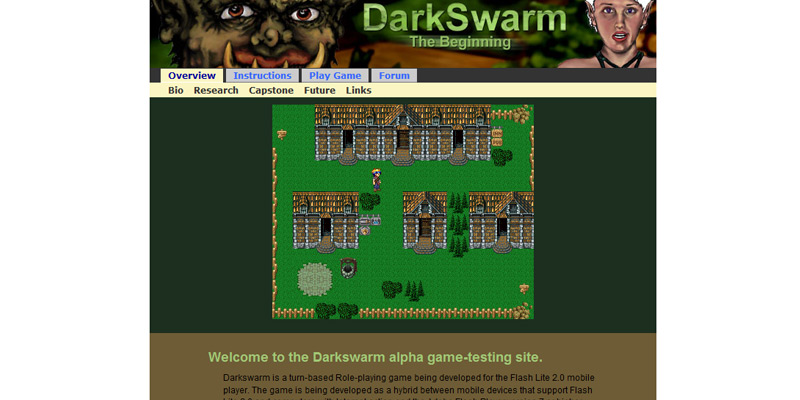 DarkSwarm
The Beginning
Overview Instructions Play Game Forum
Bio Research Capstone Future Links
Welcome to the Darkswarm alpha game-testing site.
Darkswarm is a turn-based Role-playing game being developed for the Flash Lite 2.0 mobile
player. The game is being developed as a hybrid between mobile devices that support Flash